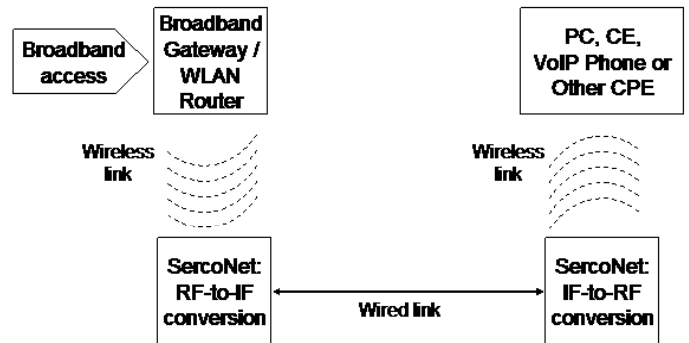 Broadband
access
Broadband
Gateway /
WLAN
Router
PC, CE,
VoIP Phone or
Other CPE
Wireless
link
Wireless
link
SercoNet:
RF-to-IF
conversion
Wired link
SercoNet:
IF-to-RF
conversion